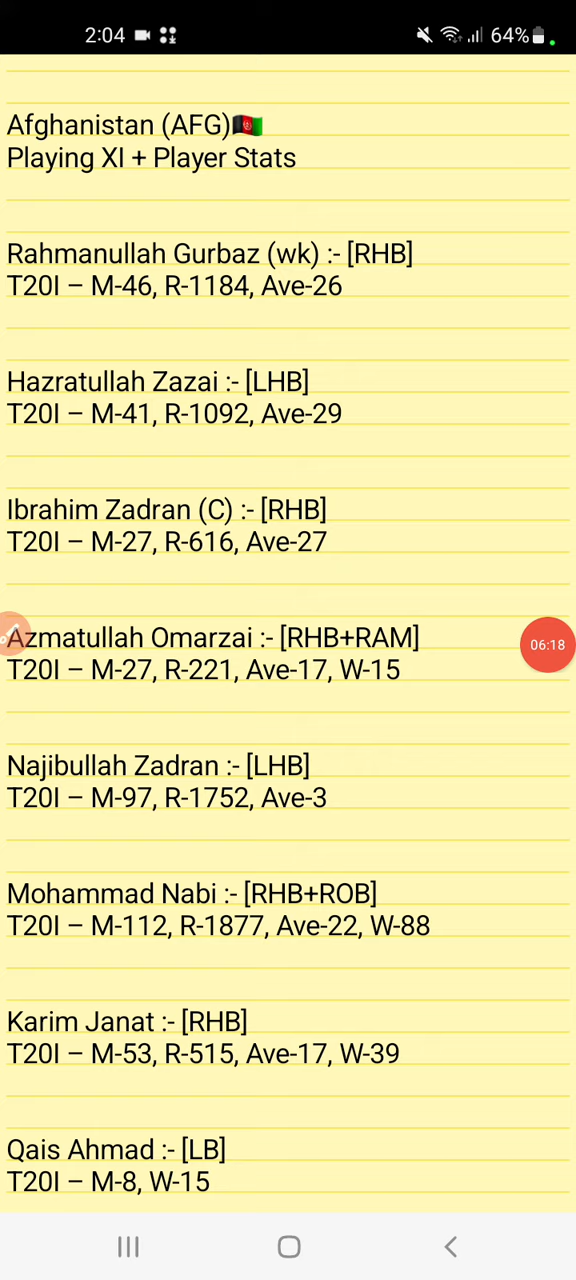 2:04
64%
Afghanistan (AFG)🇦🇫
Playing XI + Player Stats
Rahmanullah Gurbaz (wk) :- [RHB]
T20I – M-46, R-1184, Ave-26
Hazratullah Zazai :- [LHB]
T20I – M-41, R-1092, Ave-29
Ibrahim Zadran (C) :- [RHB]
T20I – M-27, R-616, Ave-27
Azmatullah Omarzai :- [RHB+RAM]
06:18
T20I – M-27, R-221, Ave-17, W-15
Najibullah Zadran :- [LHB]
T20I – M-97, R-1752, Ave-3
Mohammad Nabi :- [RHB+ROB]
T20I – M-112, R-1877, Ave-22, W-88
Karim Janat :- [RHB]
T20I – M-53, R-515, Ave-17, W-39
Qais Ahmad :- [LB]
T20I – M-8, W-15